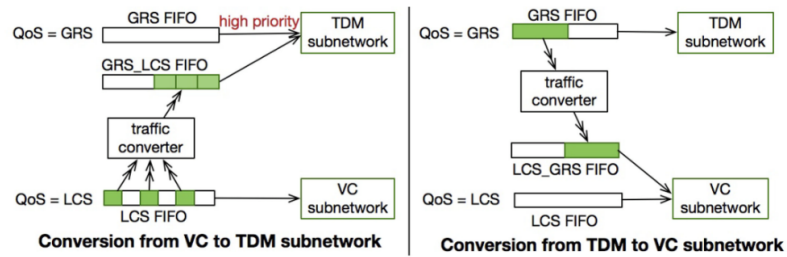 GRS FIFO
high priority
QoS = GRS
TDM
subnetwork
GRS_LCS FIFO
traffic
converter
QoS = LCS
LCS FIFO
VC
subnetwork
Conversion from VC to TDM subnetwork
GRS FIFO
QoS = GRS
TDM
subnetwork
traffic
converter
LCS_GRS FIFO
QoS = LCS
LCS FIFO
VC
subnetwork
Conversion from TDM to VC subnetwork